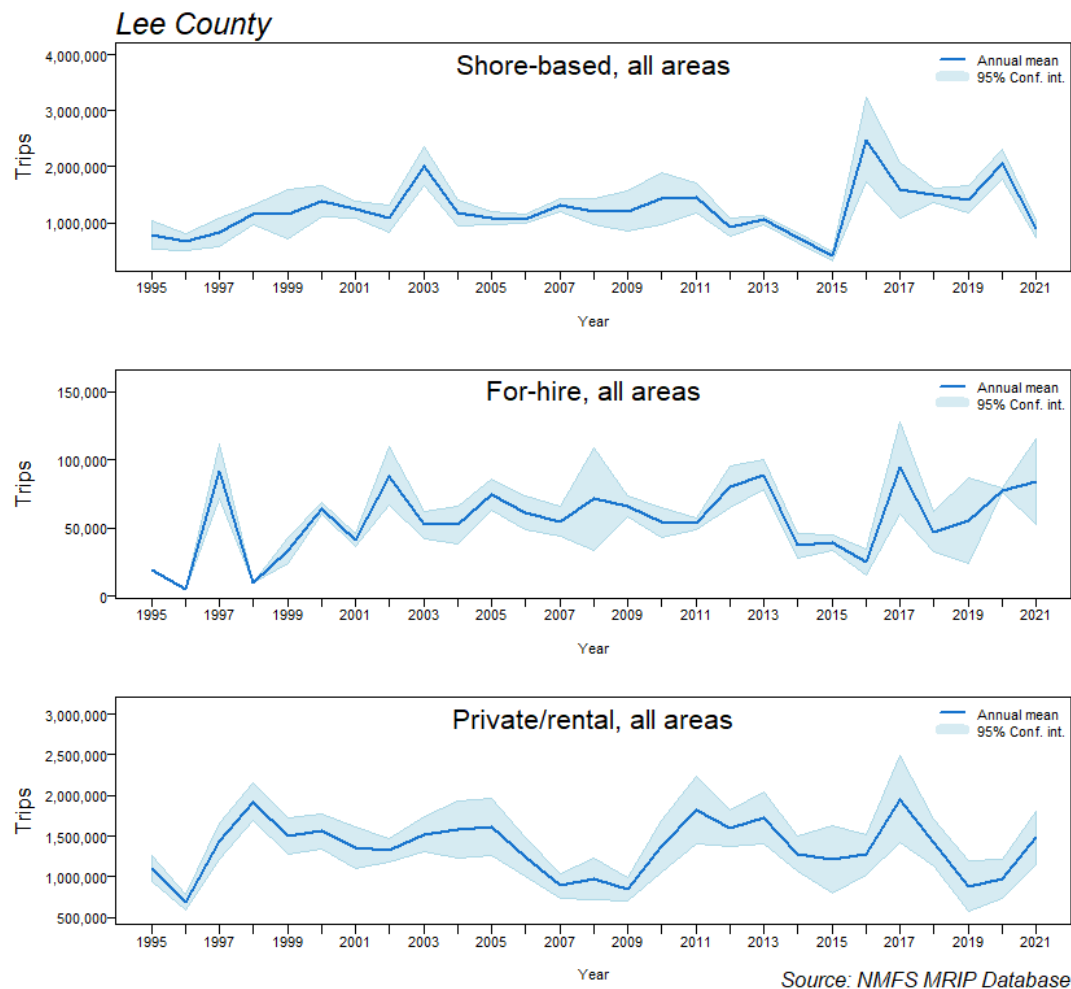 Lee County
Shore-based, all areas
Annual mean
95% Conf. int.
Trips
4,000,000
3,000,000
2,000,000
1,000,000
1995 1997 1999 2001 2003 2005 2007 2009 2011 2013 2015 2017 2019 2021
Year
For-hire, all areas
Annual mean
95% Conf. int.
Trips
150,000
100,000
50,000
0
1995 1997 1999 2001 2003 2005 2007 2009 2011 2013 2015 2017 2019 2021
Year
Private/rental, all areas
Annual mean
95% Conf. int.
Trips
3,000,000
2,500,000
2,000,000
1,500,000
1,000,000
500,000
1995 1997 1999 2001 2003 2005 2007 2009 2011 2013 2015 2017 2019 2021
Year
Source: NMFS MRIP Database